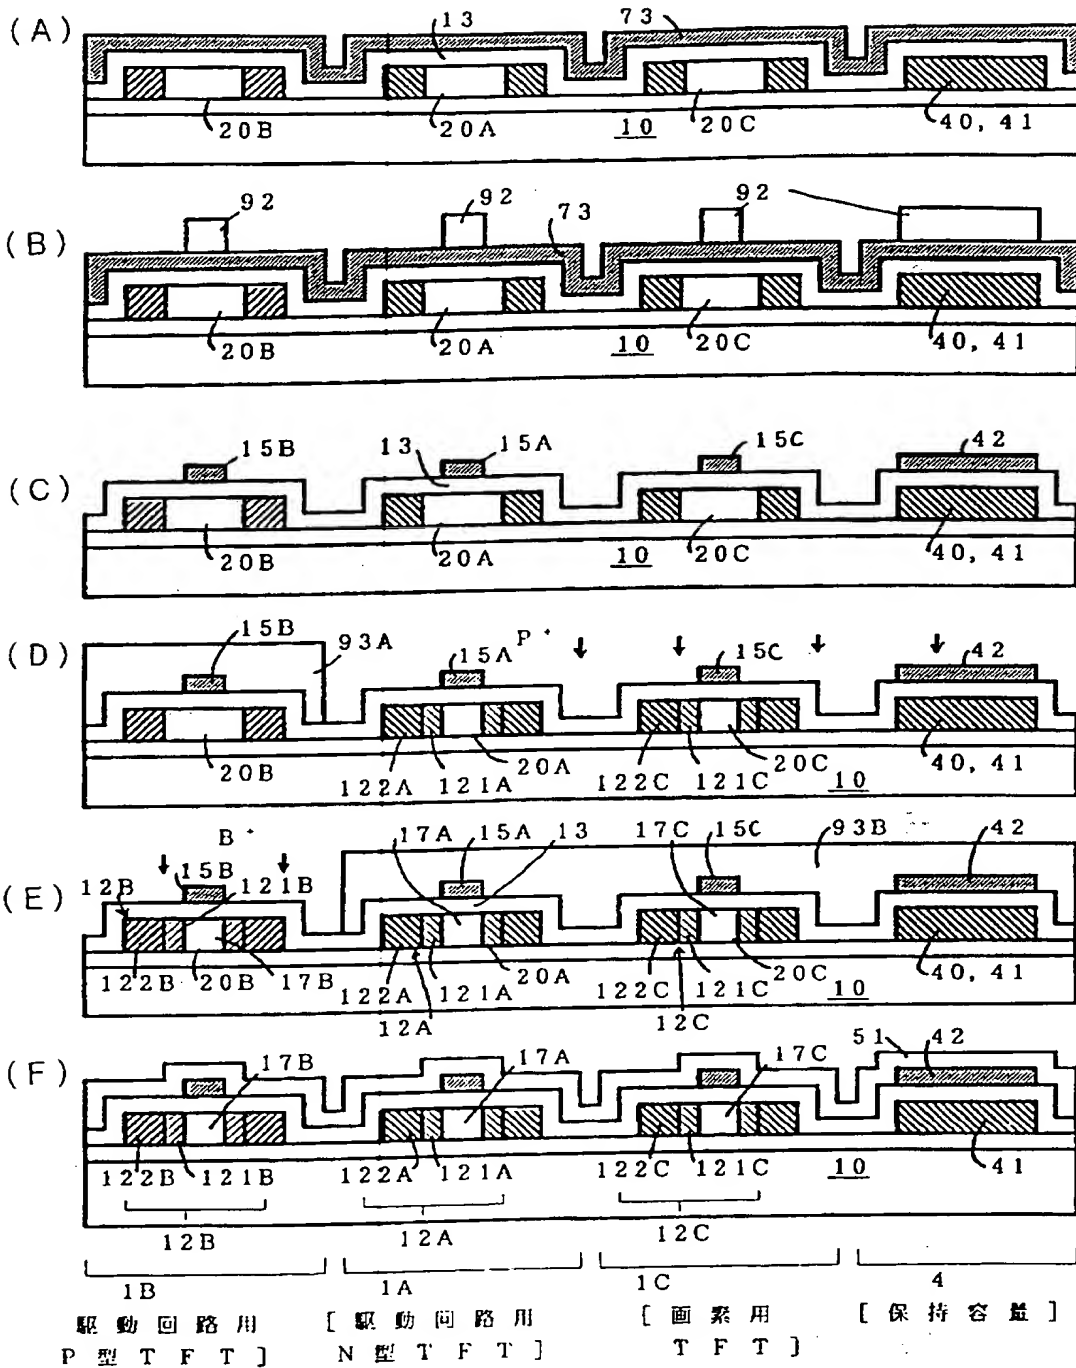 (A)
13
73
20B
20A
10
20C
40, 41
(B)
92
92
73
92
20B
20A
10
20C
40, 41
(C)
15B
13
15A
15C
42
20B
20A
10
20C
40, 41
(D)
15B
93A
15A
P+
15C
42
20B
122A
121A
20A
122C
121C
20C
10
40, 41
(E)
B+
12B
15B
121B
17A
15A
13
17C
15C
93B
42
122B
20B
17B
122A
121A
20A
122C
121C
20C
10
40, 41
12A
12C
(F)
17B
17A
17C
51
42
122B
121B
122A
121A
122C
121C
10
41
12B
12A
12C
1B
1A
1C
4
駆動回路用
P型TFT]
[駆動回路用
N型TFT]
[画素用
TFT]
[保持容量]